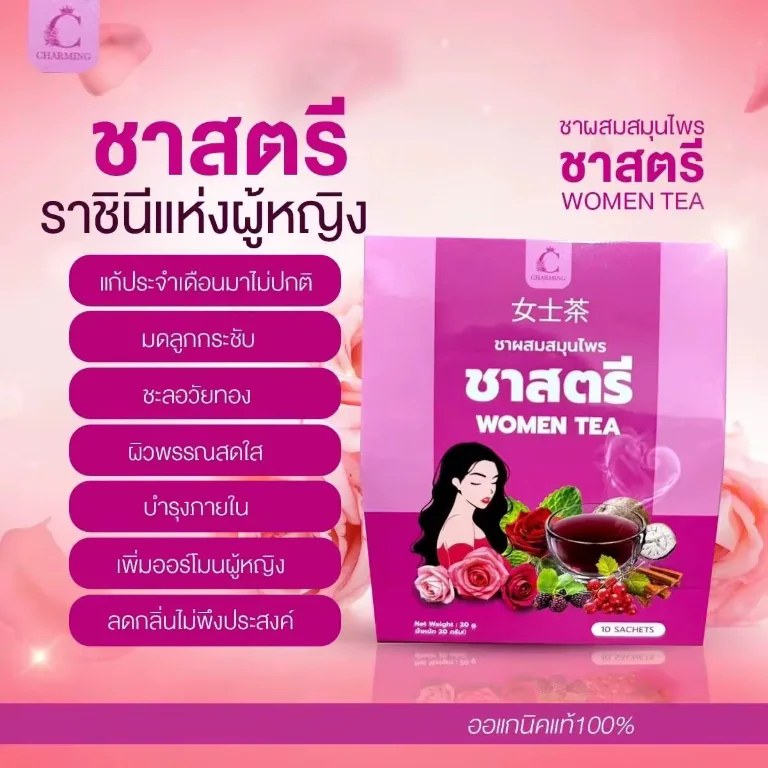 C
CHARMING
ชาสตรี
ราชินีแห่งผู้หญิง
แก้ประจำเดือนมาไม่ปกติ
มดลูกกระชับ
ชะลอวัยทอง
ผิวพรรณสดใส
บำรุงภายใน
เพิ่มออร์โมนผู้หญิง
ลดกลิ่นไม่พึงประสงค์
ชาผสมสมุนไพร
ชาสตรี
WOMEN TEA
C
CHARMING
女士茶
ชาผสมสมุนไพร
ชาสตรี
WOMEN TEA
Net Weight : 20 g
10 SACHETS
ออแกนิคแท้100%